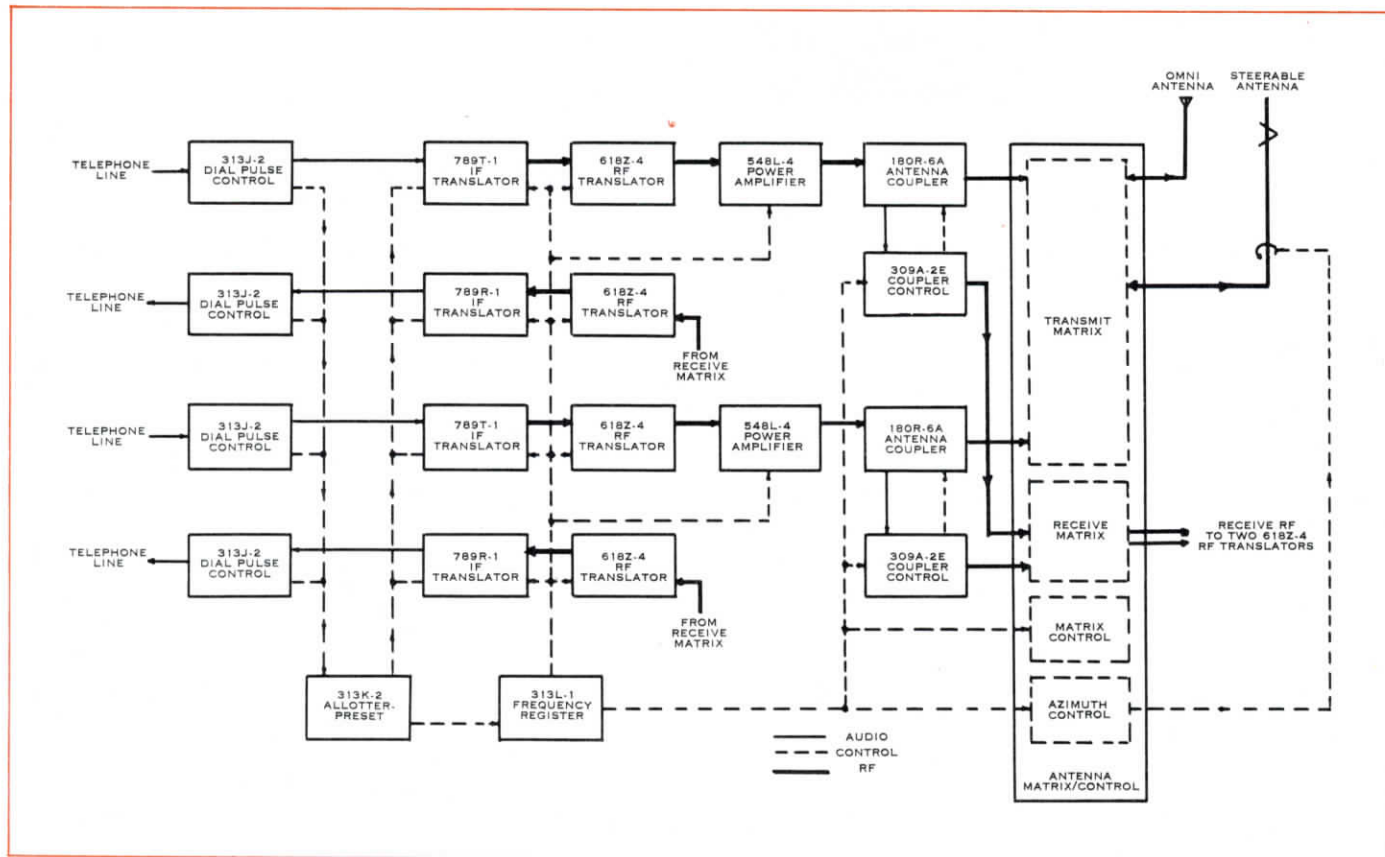 OMNI
ANTENNA
STEERABLE
ANTENNA
TELEPHONE
LINE
313J-2
DIAL PULSE
CONTROL
789T-1
IF
TRANSLATOR
618Z-4
RF
TRANSLATOR
548L-4
POWER
AMPLIFIER
180R-6A
ANTENNA
COUPLER
TELEPHONE
LINE
313J-2
DIAL PULSE
CONTROL
789R-1
IF
TRANSLATOR
618Z-4
RF
TRANSLATOR
FROM
RECEIVE
MATRIX
309A-2E
COUPLER
CONTROL
TRANSMIT
MATRIX
TELEPHONE
LINE
313J-2
DIAL PULSE
CONTROL
789T-1
IF
TRANSLATOR
618Z-4
RF
TRANSLATOR
548L-4
POWER
AMPLIFIER
180R-6A
ANTENNA
COUPLER
TELEPHONE
LINE
313J-2
DIAL PULSE
CONTROL
789R-1
IF
TRANSLATOR
618Z-4
RF
TRANSLATOR
FROM
RECEIVE
MATRIX
309A-2E
COUPLER
CONTROL
RECEIVE
MATRIX
RECEIVE RF
TO TWO 618Z-4
RF TRANSLATORS
MATRIX
CONTROL
313K-2
ALLOTTER-
PRESET
313L-1
FREQUENCY
REGISTER
AZIMUTH
CONTROL
AUDIO
CONTROL
RF
ANTENNA
MATRIX/CONTROL